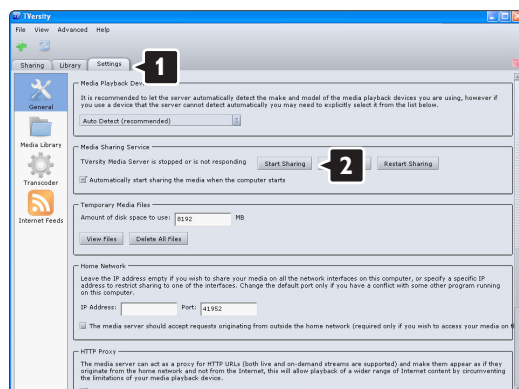 TVersity
File View Advanced Help
Sharing Library Settings
1
General
Media Library
Transcoder
Internet Feeds
Media Playback Dev
It is recommended to let the server automatically detect the make and model of the media playback devices you are using, however if
you use a device that the server cannot detect automatically you may need to explicitly select it from the list below.
Auto Detect (recommended)
Media Sharing Service
TVersity Media Server is stopped or is not responding Start Sharing 2 Restart Sharing
Automatically start sharing the media when the computer starts
Temporary Media Files
Amount of disk space to use: 8192 MB
View Files Delete All Files
Home Network
Leave the IP address empty if you wish to share your media on all the network interfaces on this computer, or specify a specific IP
address to restrict sharing to one of the interfaces. Change the default port only if you have a conflict with some other program running
on this computer.
IP Address: Port: 41952
The media server should accept requests originating from outside the home network (required only if you wish to access your media on t
HTTP Proxy
The media server can act as a proxy for HTTP URLs (both live and on-demand streams are supported) and make them appear as if they
originate from the home network and not from the Internet, this will allow playback of a wider range of Internet content by circumventing
the limitations of your media playback device.